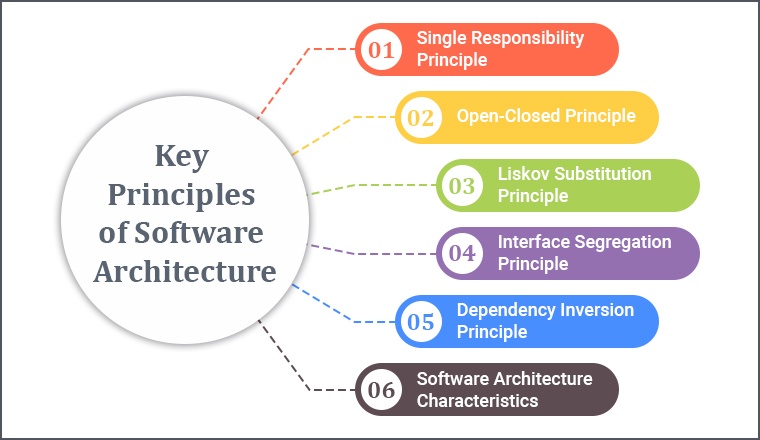 Key
Principles
of Software
Architecture
01
Single Responsibility
Principle
02
Open-Closed Principle
03
Liskov Substitution
Principle
04
Interface Segregation
Principle
05
Dependency Inversion
Principle
06
Software Architecture
Characteristics